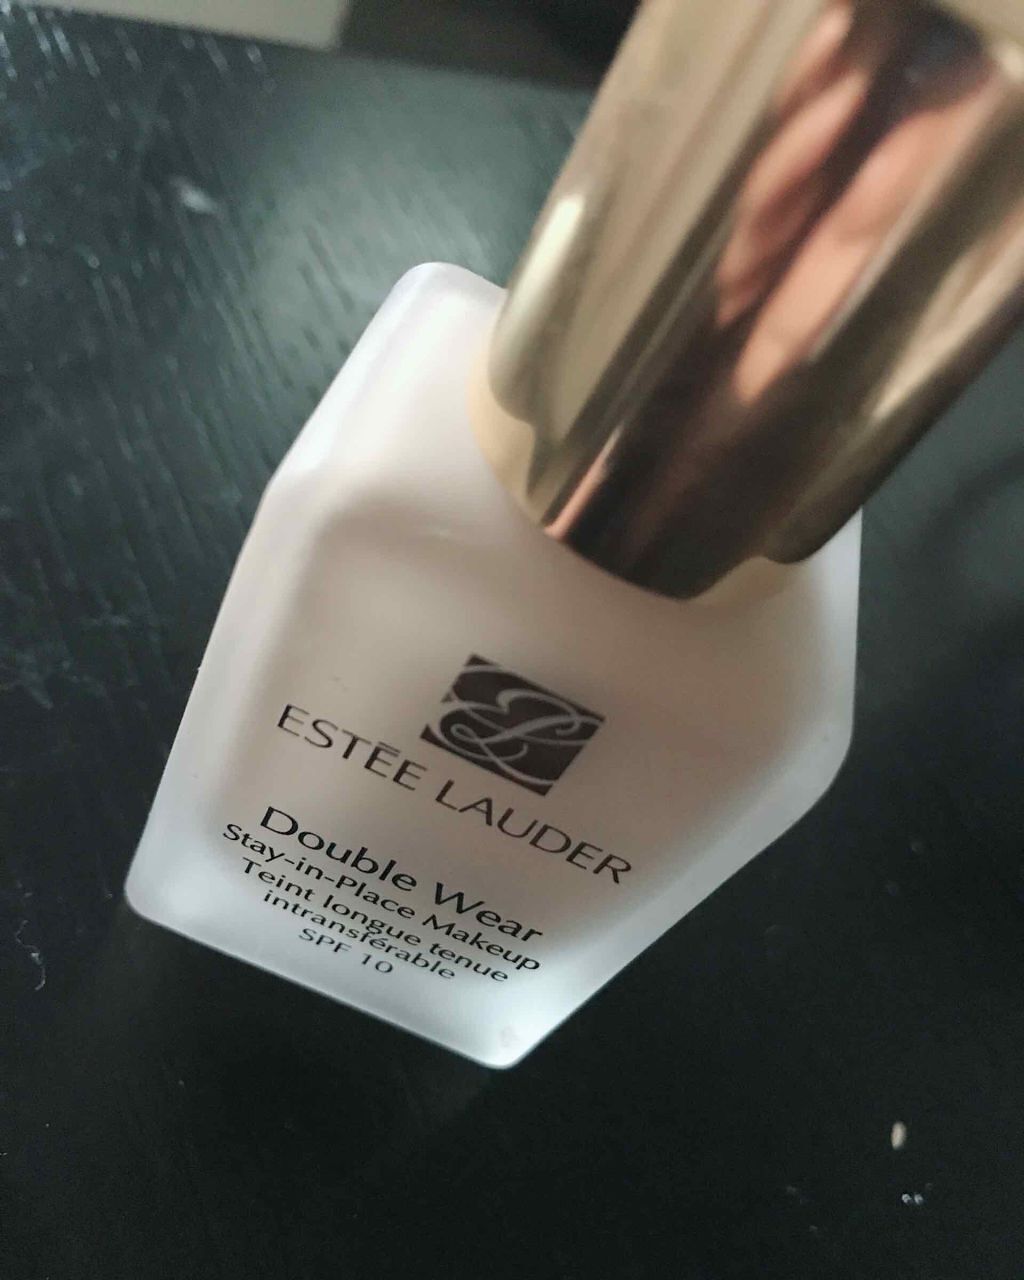 ESTĒE LAUDER
Double Wear
Stay-in-Place Makeup
Teint longue tenue
intransférable
SPF 10